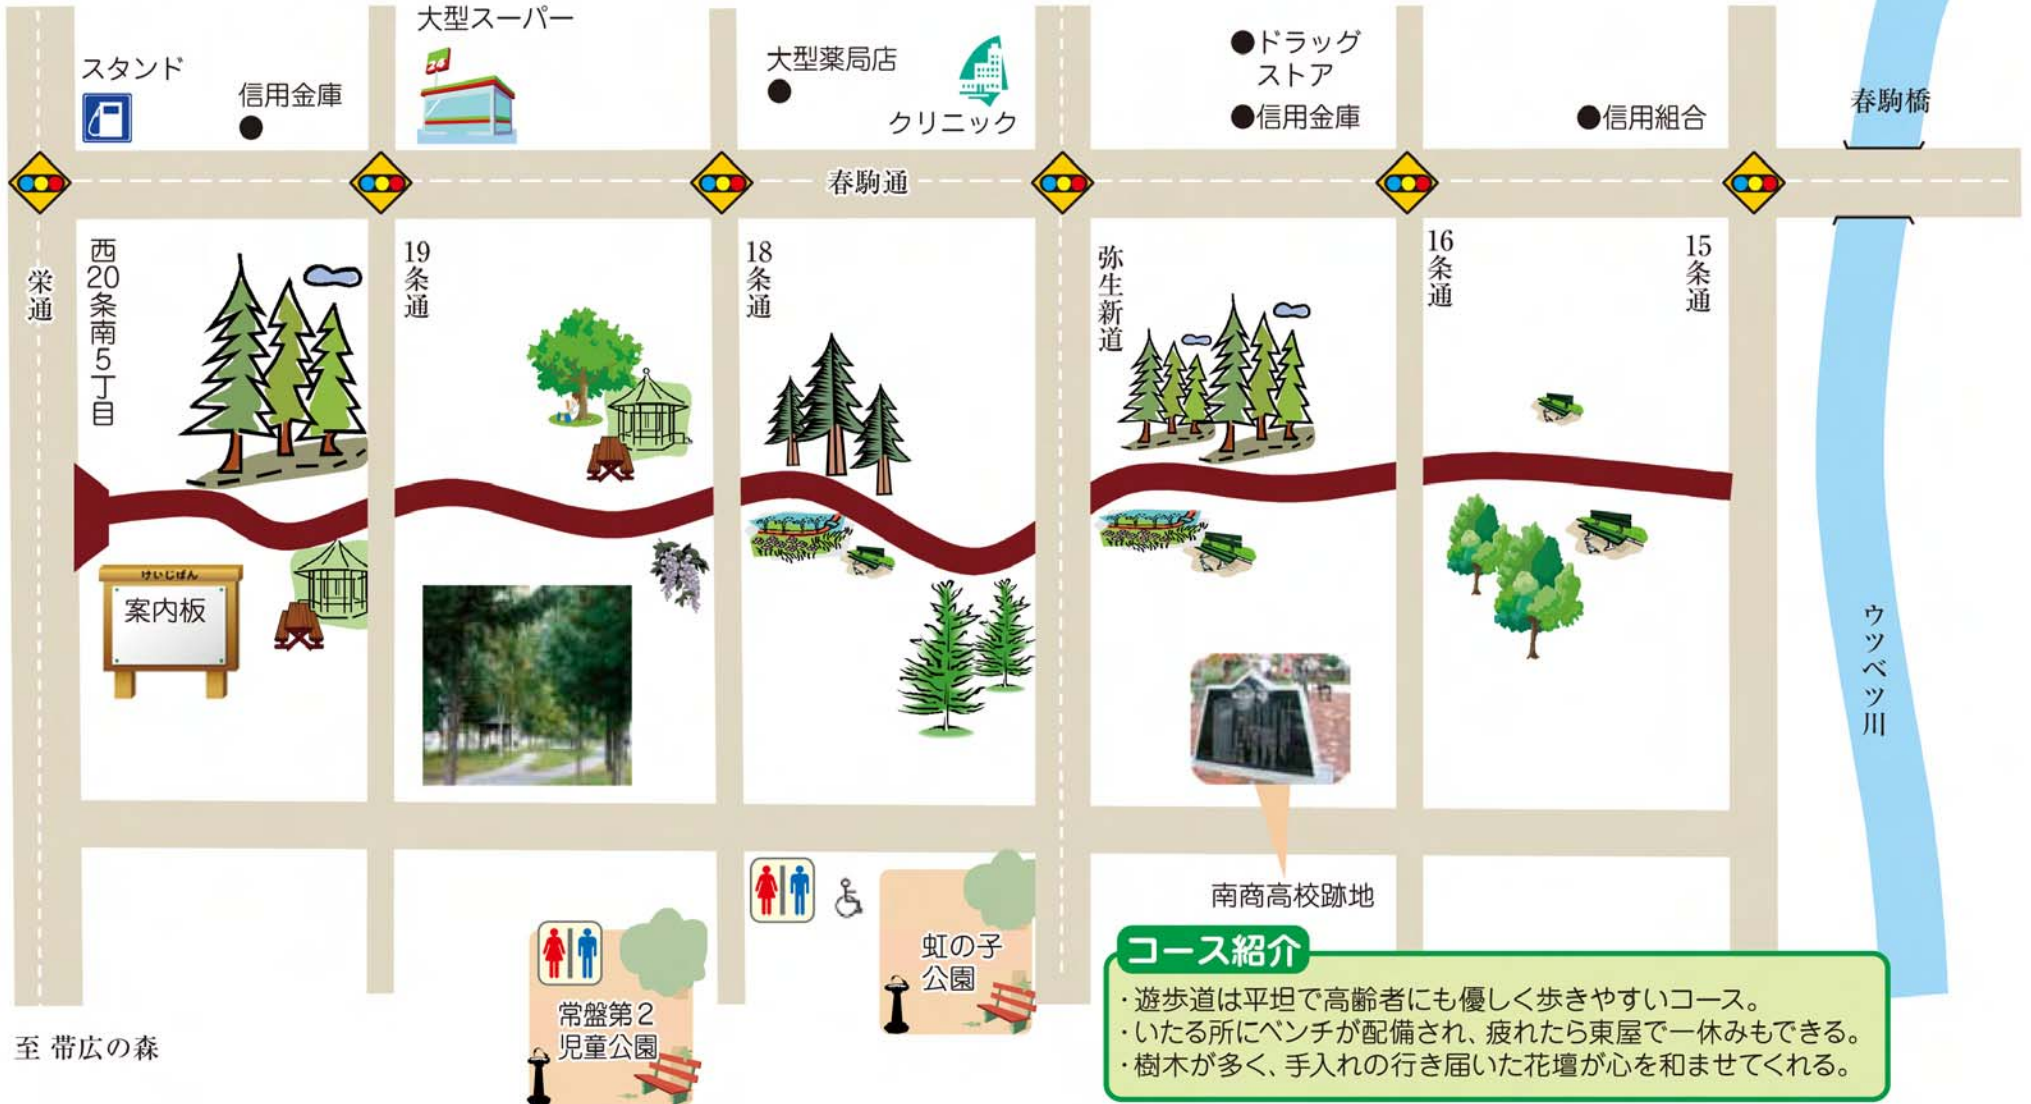 大型スーパー
24
スタンド
信用金庫
大型薬局店
クリニック
ドラッグ
ストア
信用金庫
信用組合
春駒橋
春駒通
栄通
西20条南5丁目
19条通
18条通
弥生新道
16条通
15条通
けいじばん
案内板
ウツベツ川
南商高校跡地
虹の子
公園
常盤第2
児童公園
至 帯広の森
コース紹介
・遊歩道は平坦で高齢者にも優しく歩きやすいコース。
・いたる所にベンチが配備され、疲れたら東屋で一休みもできる。
・樹木が多く、手入れの行き届いた花壇が心を和ませてくれる。